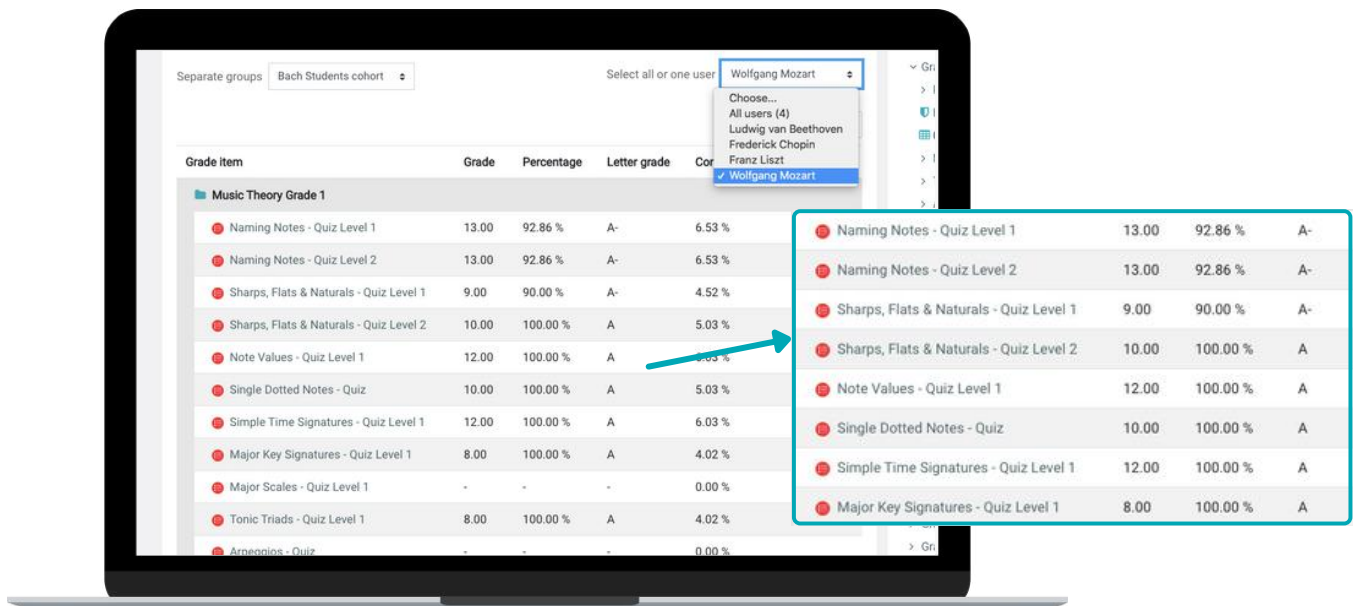 Separate groups Bach Students cohort Select all or one user Wolfgang Mozart
Choose...
All users (4)
Ludwig van Beethoven
Frederick Chopin
Franz Liszt
✓ Wolfgang Mozart
Grade item Grade Percentage Letter grade
Music Theory Grade 1
Naming Notes - Quiz Level 1 13.00 92.86 % A- 6.53 %
Naming Notes - Quiz Level 2 13.00 92.86 % A- 6.53 %
Sharps, Flats & Naturals - Quiz Level 1 9.00 90.00 % A- 4.52 %
Sharps, Flats & Naturals - Quiz Level 2 10.00 100.00 % A 5.03 %
Note Values - Quiz Level 1 12.00 100.00 % A
Single Dotted Notes - Quiz 10.00 100.00 % A 5.03 %
Simple Time Signatures - Quiz Level 1 12.00 100.00 % A 6.03 %
Major Key Signatures - Quiz Level 1 8.00 100.00 % A 4.02 %
Major Scales - Quiz Level 1 - - - 0.00 %
Tonic Triads - Quiz Level 1 8.00 100.00 % A 4.02 %
Arpeggios - Quiz - - - 0.00 %
Naming Notes - Quiz Level 1 13.00 92.86 % A-
Naming Notes - Quiz Level 2 13.00 92.86 % A-
Sharps, Flats & Naturals - Quiz Level 1 9.00 90.00 % A-
Sharps, Flats & Naturals - Quiz Level 2 10.00 100.00 % A
Note Values - Quiz Level 1 12.00 100.00 % A
Single Dotted Notes - Quiz 10.00 100.00 % A
Simple Time Signatures - Quiz Level 1 12.00 100.00 % A
Major Key Signatures - Quiz Level 1 8.00 100.00 % A